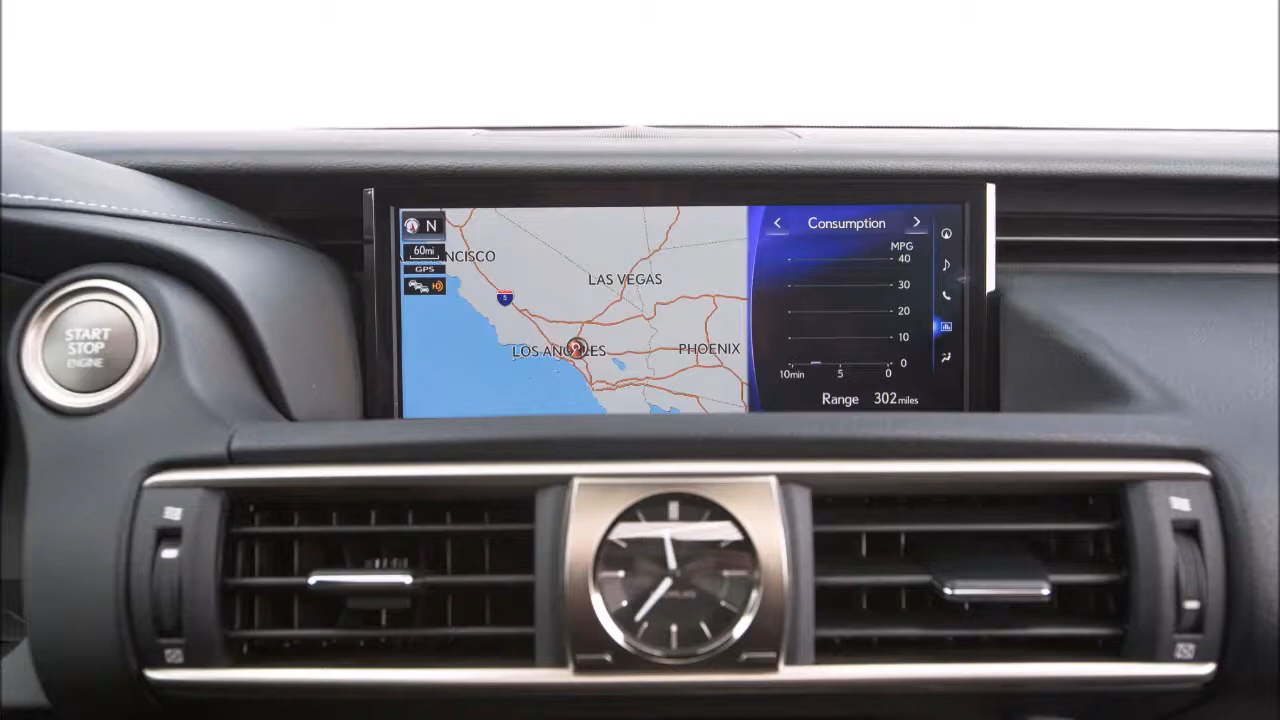 N
60mi
GPS
NCISCO
5
LAS VEGAS
LOS ANGELES
PHOENIX
Consumption
MPG
40
30
20
10
0
10min 5 0
Range 302 miles
START
STOP
ENGINE